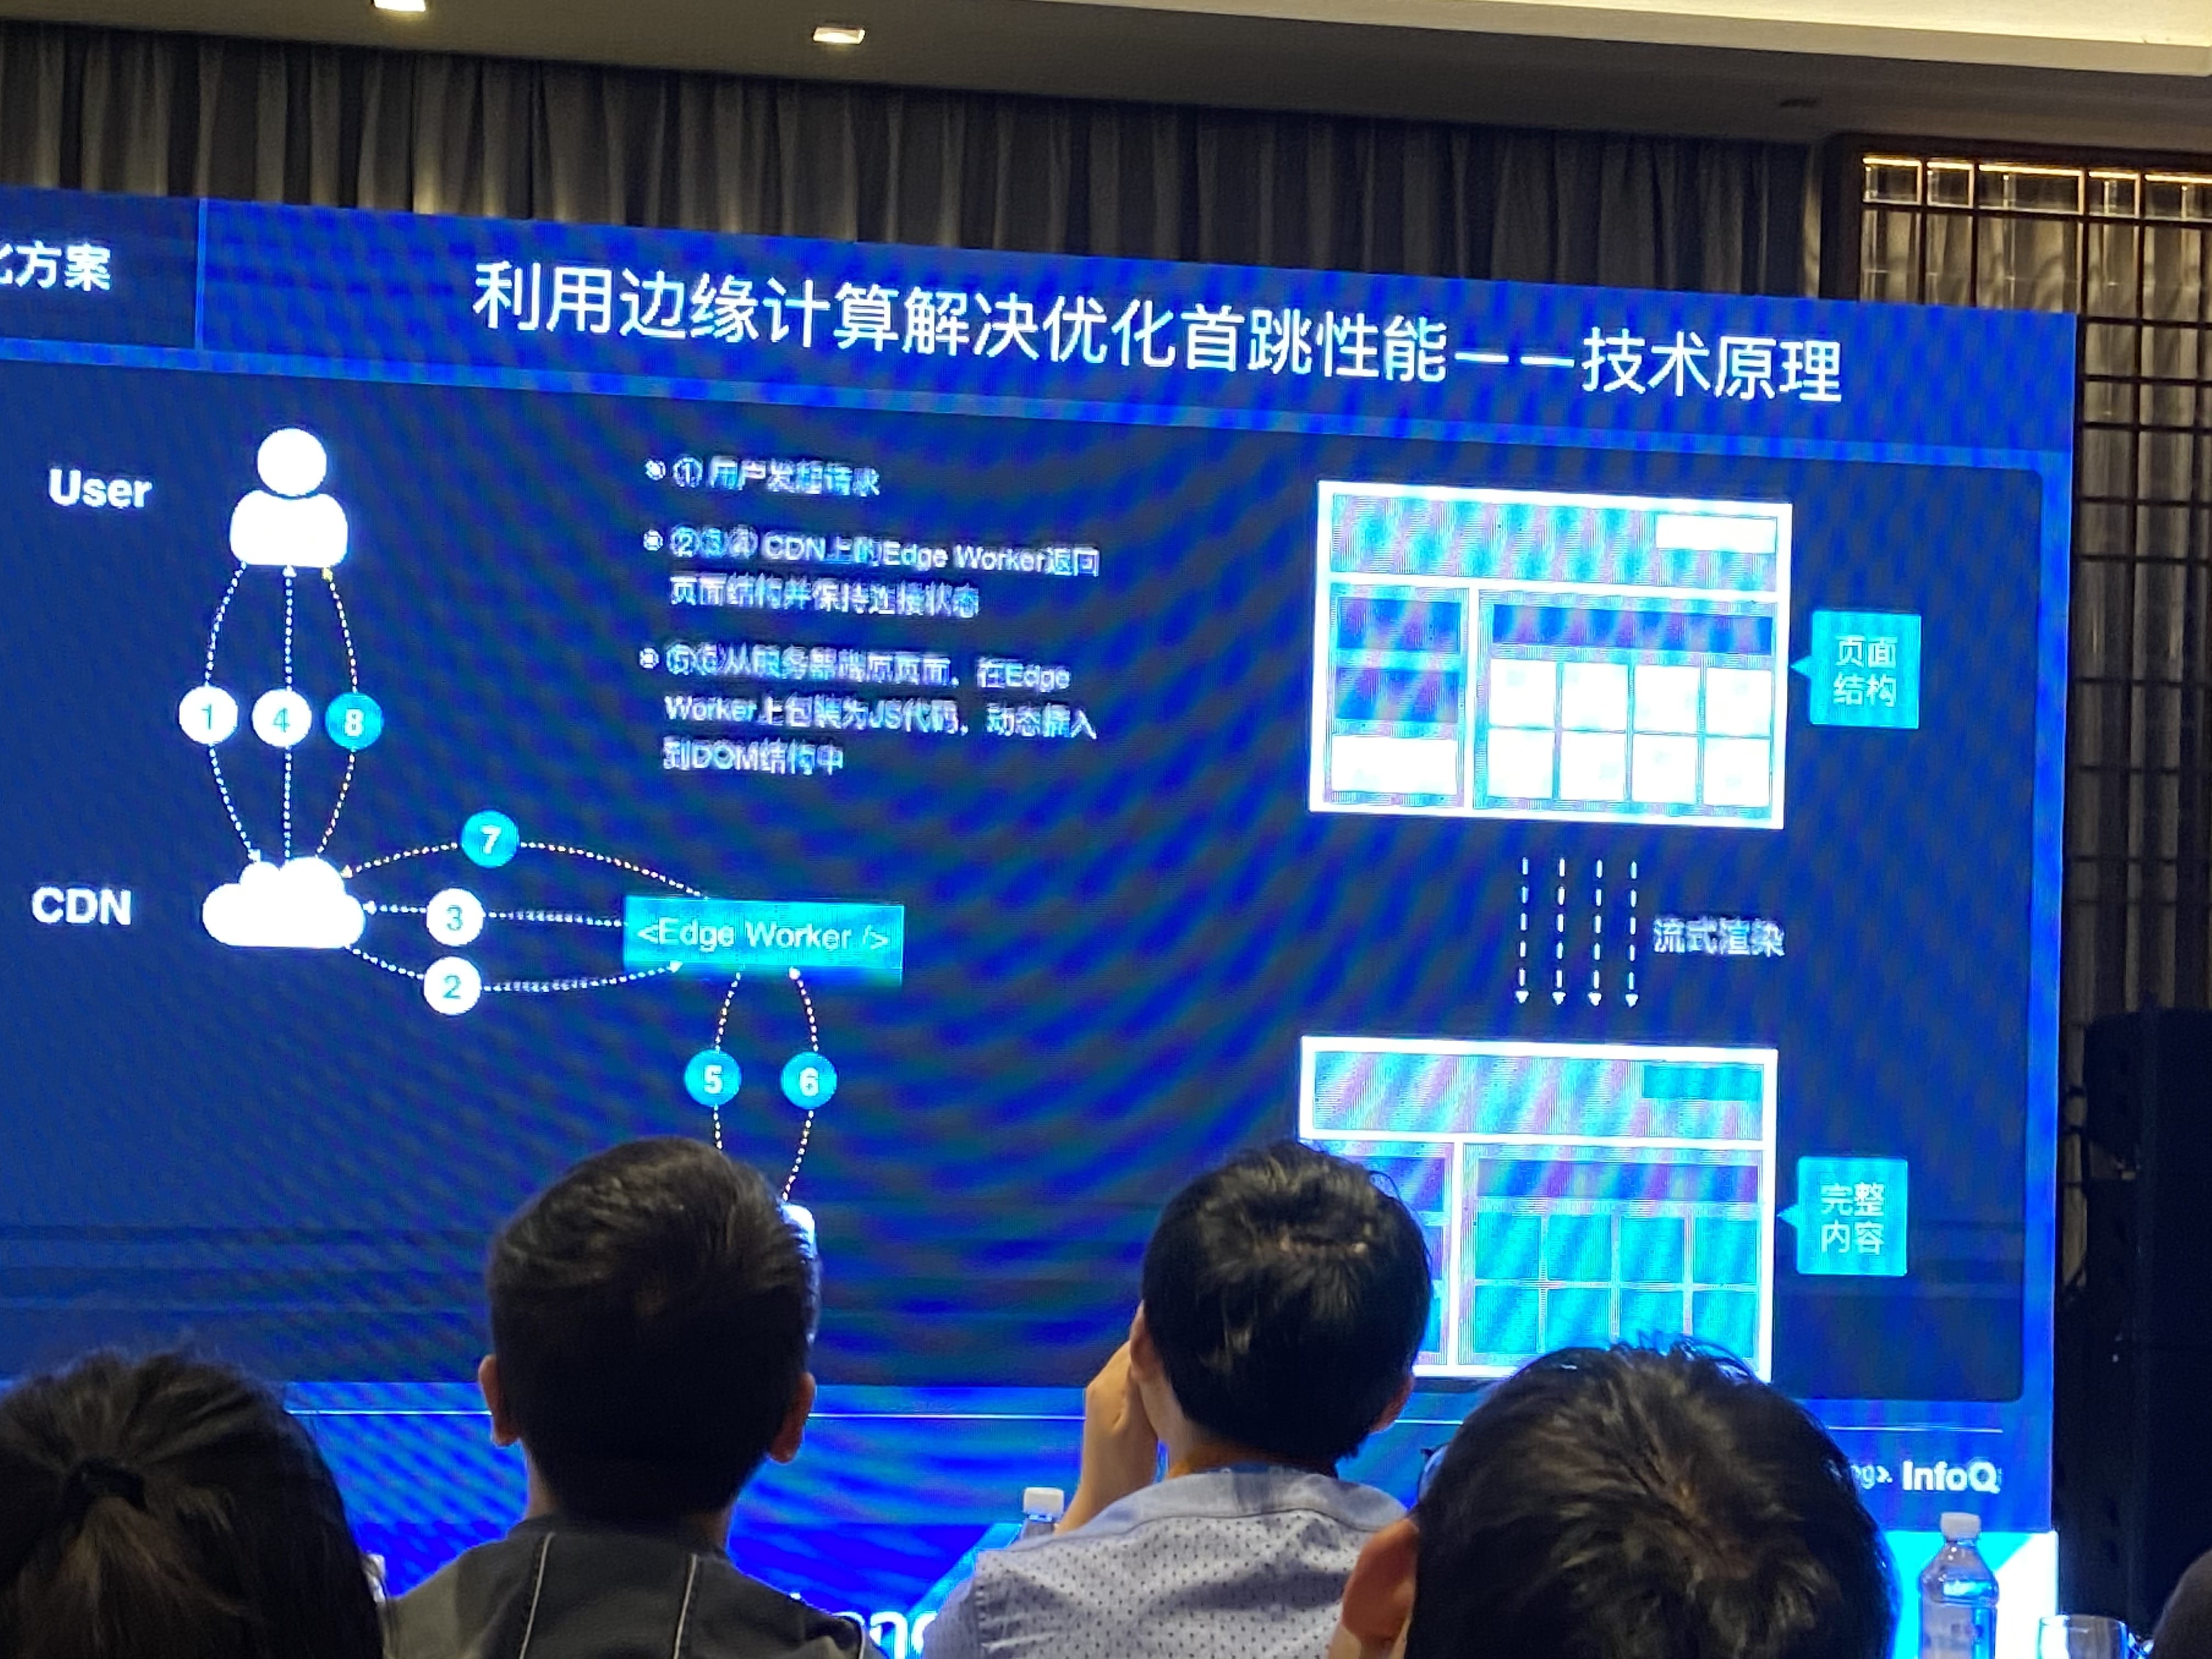 化方案
利用边缘计算解决优化首跳性能——技术原理
User
① 用户发起请求
②③④ CDN上的Edge Worker返回
页面结构并保持连接状态
⑤⑥从服务器端原页面，在Edge
Worker上包装为JS代码，动态插入
到DOM结构中
1
4
8
7
CDN
3
<Edge Worker />
2
5
6
页面
结构
流式渲染
完整
内容
InfoQ